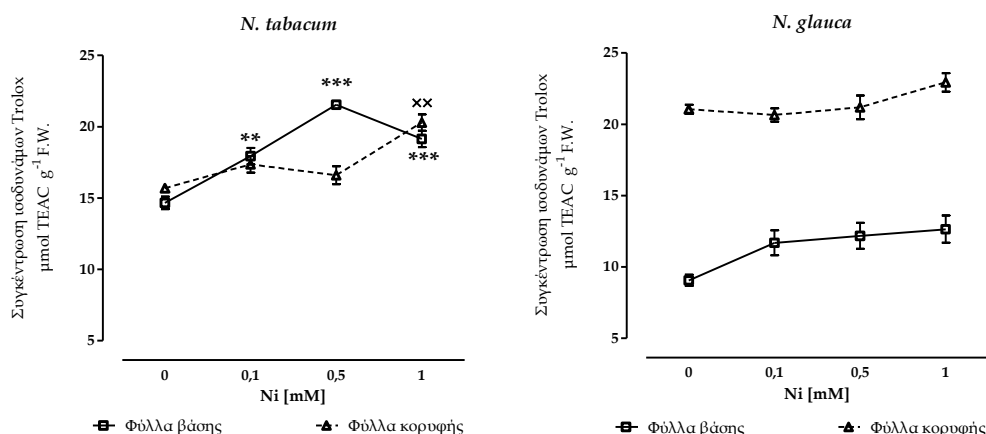 N. tabacum
Συγκέντρωση ισοδυνάμων Trolox
μmol TEAC g⁻¹ F.W.
25
20
15
10
5
**
***
××
***
0
0,1
0,5
1
Ni [mM]
Φύλλα βάσης
Φύλλα κορυφής
N. glauca
Συγκέντρωση ισοδυνάμων Trolox
μmol TEAC g⁻¹ F.W.
25
20
15
10
5
0
0,1
0,5
1
Ni [mM]
Φύλλα βάσης
Φύλλα κορυφής